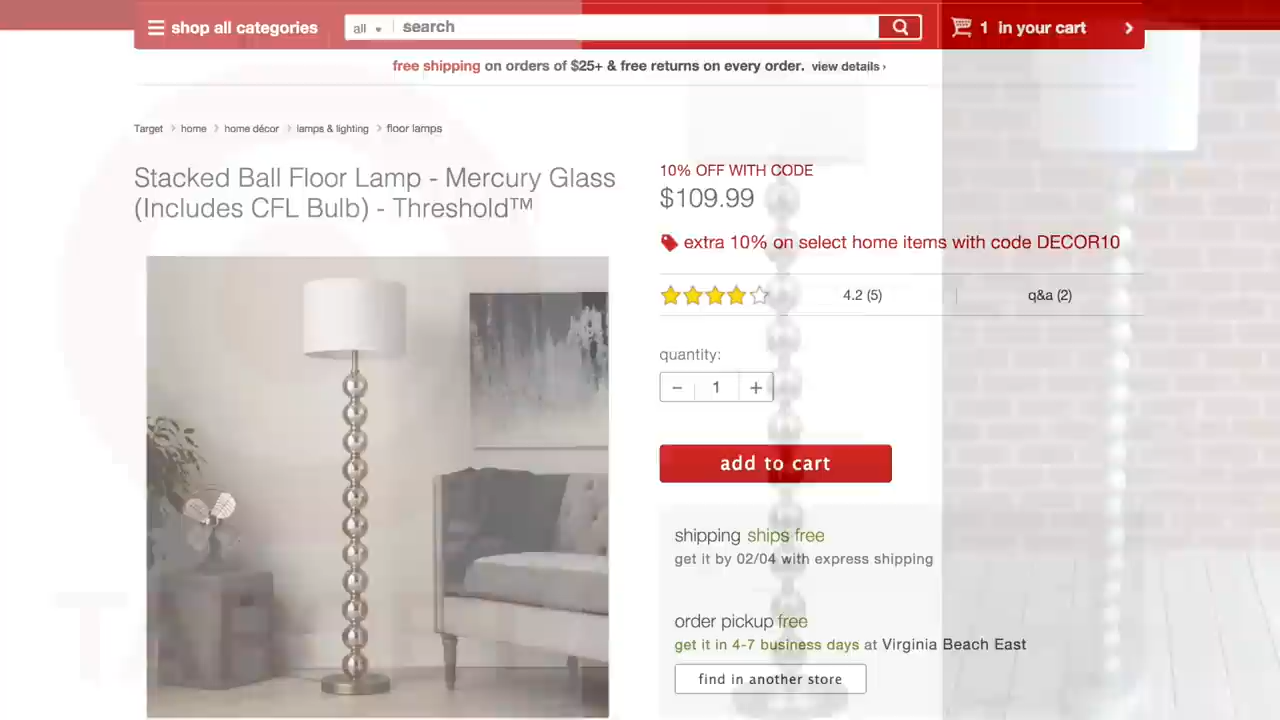 shop all categories
all
search
1 in your cart
free shipping on orders of $25+ & free returns on every order. view details ›
Target > home > home décor > lamps & lighting > floor lamps
Stacked Ball Floor Lamp - Mercury Glass
(Includes CFL Bulb) - Threshold™
10% OFF WITH CODE
$109.99
extra 10% on select home items with code DECOR10
4.2 (5)
q&a (2)
quantity:
− 1 +
add to cart
shipping ships free
get it by 02/04 with express shipping
order pickup free
get it in 4-7 business days at Virginia Beach East
find in another store